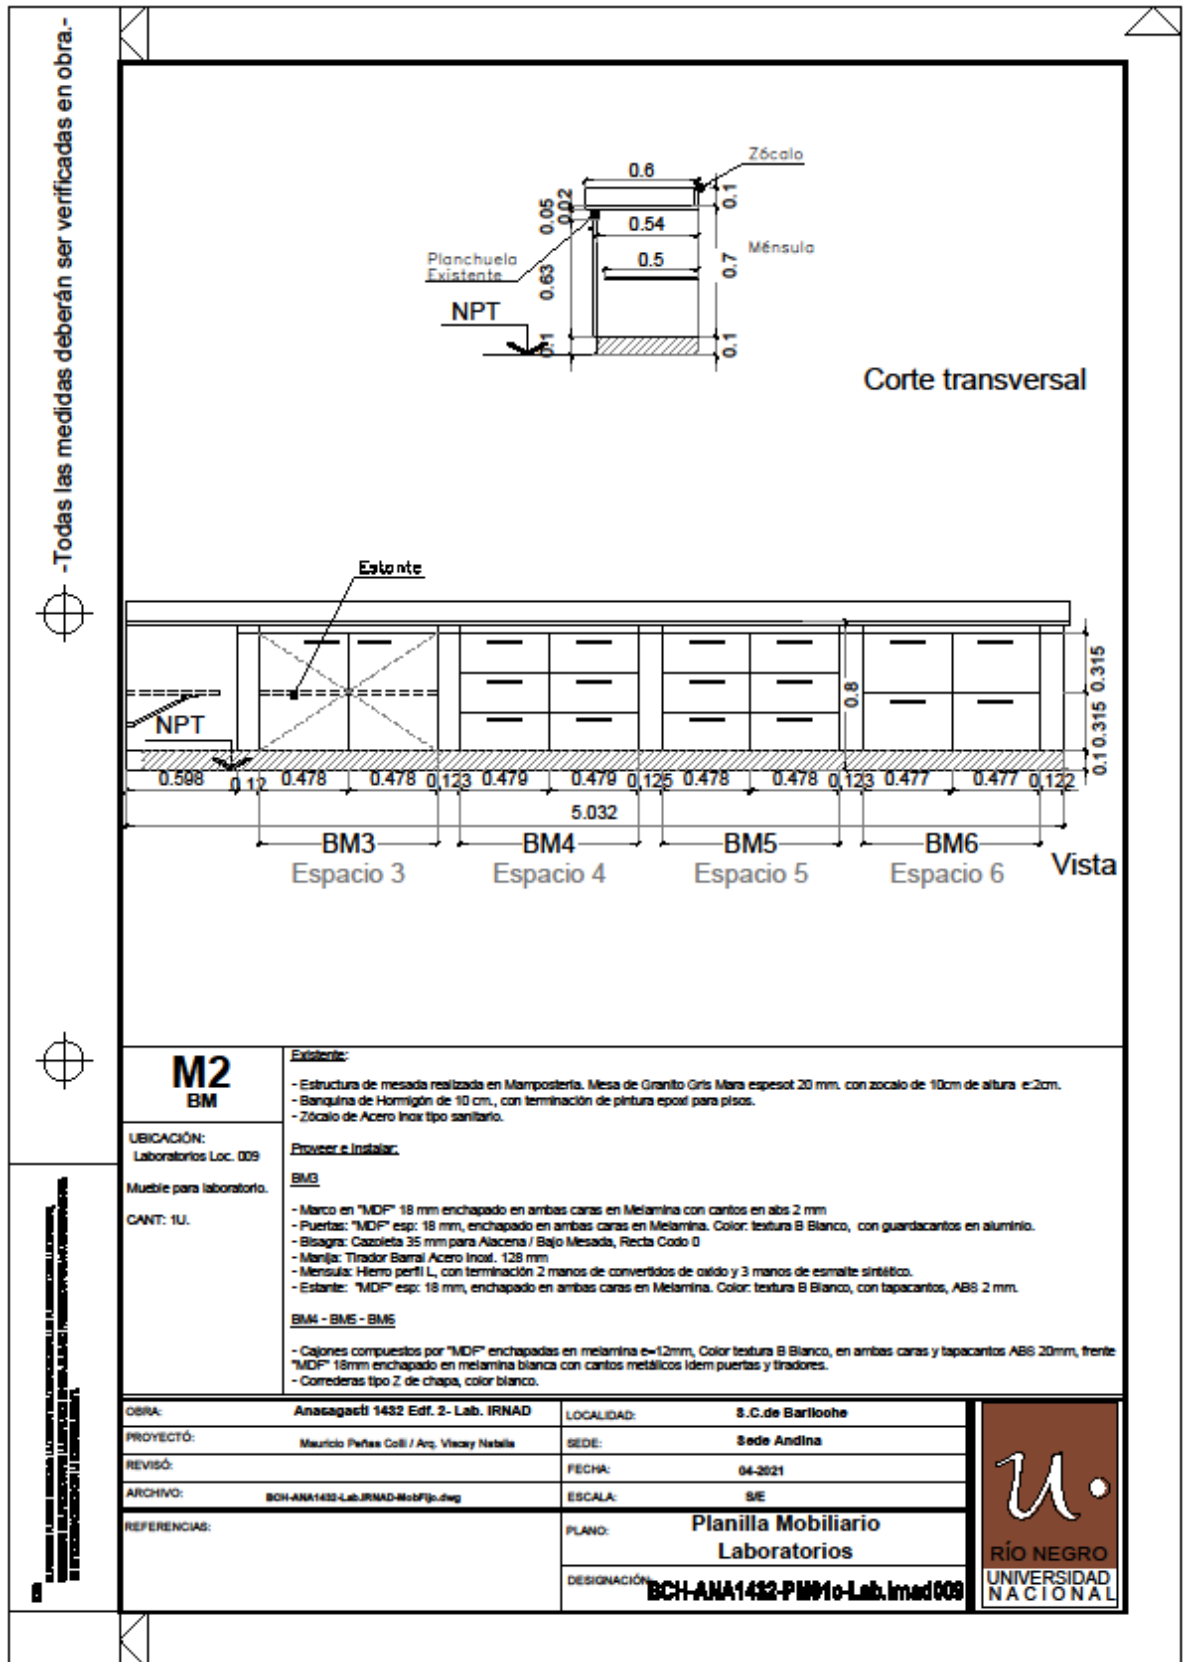 -Todas las medidas deberán ser verificadas en obra.-
Zócalo
0.6
0.1
0.05
0.02
0.54
Ménsula
Planchuela
Existente
0.5
0.7
0.63
NPT
0.1
0.1
Corte transversal
Estante
0.315
0.8
NPT
0.315
0.1
0.598 0.12 0.478 0.478 0.123 0.479 0.479 0.125 0.478 0.478 0.123 0.477 0.477 0.122
5.032
BM3 BM4 BM5 BM6
Espacio 3 Espacio 4 Espacio 5 Espacio 6
Vista
M2
BM
UBICACIÓN:
Laboratorios Loc. 009
Mueble para laboratorio.
CANT: 1U.
Existente:
- Estructura de mesada realizada en Mamposteria. Mesa de Granito Gris Mara espesot 20 mm. con zocalo de 10cm de altura e:2cm.
- Banquina de Hormigón de 10 cm., con terminación de pintura epoxi para pisos.
- Zócalo de Acero Inox tipo sanitario.
Proveer e Instalar:
BM3
- Marco en "MDF" 18 mm enchapado en ambas caras en Melamina con cantos en abs 2 mm
- Puertas: "MDF" esp: 18 mm, enchapado en ambas caras en Melamina. Color: textura B Blanco, con guardacantos en aluminio.
- Bisagra: Cazoleta 35 mm para Alacena / Bajo Mesada, Recta Codo 0
- Manija: Tirador Barral Acero Inoxi. 128 mm
- Mensula: Hierro perfil L, con terminación 2 manos de convertidos de oxido y 3 manos de esmalte sintético.
- Estante: "MDF" esp: 18 mm, enchapado en ambas caras en Melamina. Color: textura B Blanco, con tapacantos, ABS 2 mm.
BM4 - BM5 - BM6
- Cajones compuestos por "MDF" enchapadas en melamina e=12mm, Color textura B Blanco, en ambas caras y tapacantos ABS 20mm, frente
"MDF" 18mm enchapado en melamina blanca con cantos metálicos idem puertas y tiradores.
- Correderas tipo Z de chapa, color blanco.
OBRA: Anasagasti 1432 Edf. 2- Lab. IRNAD
PROYECTÓ: Mauricio Peñas Colli / Arq. Viscay Natalia
REVISÓ:
ARCHIVO: BCH-ANA1432-Lab.IRNAD-MobFijo.dwg
REFERENCIAS:
LOCALIDAD: S.C.de Bariloche
SEDE: Sede Andina
FECHA: 04-2021
ESCALA: S/E
PLANO: Planilla Mobiliario
Laboratorios
DESIGNACIÓN: BCH-ANA1432-PM01c-Lab.irnad009
u.
RÍO NEGRO
UNIVERSIDAD
NACIONAL